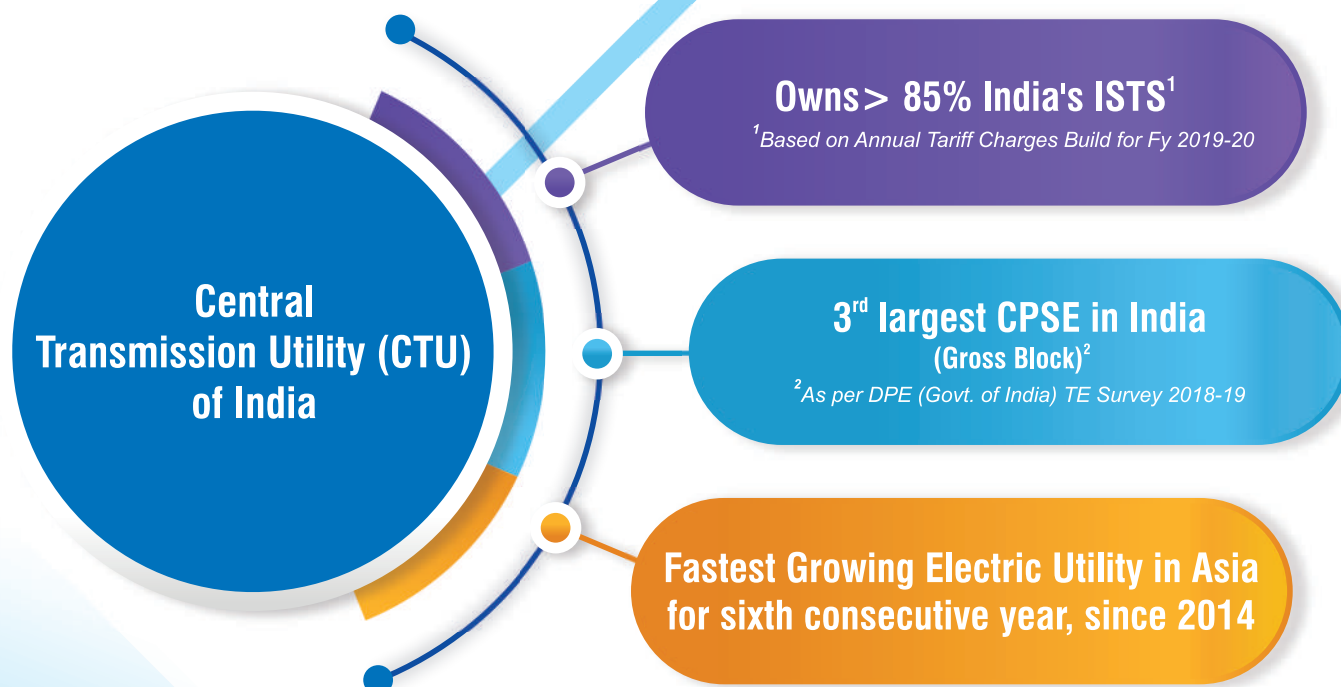 Central
Transmission Utility (CTU)
of India
Owns> 85% India's ISTS¹
¹Based on Annual Tariff Charges Build for Fy 2019-20
3rd largest CPSE in India
(Gross Block)²
²As per DPE (Govt. of India) TE Survey 2018-19
Fastest Growing Electric Utility in Asia
for sixth consecutive year, since 2014